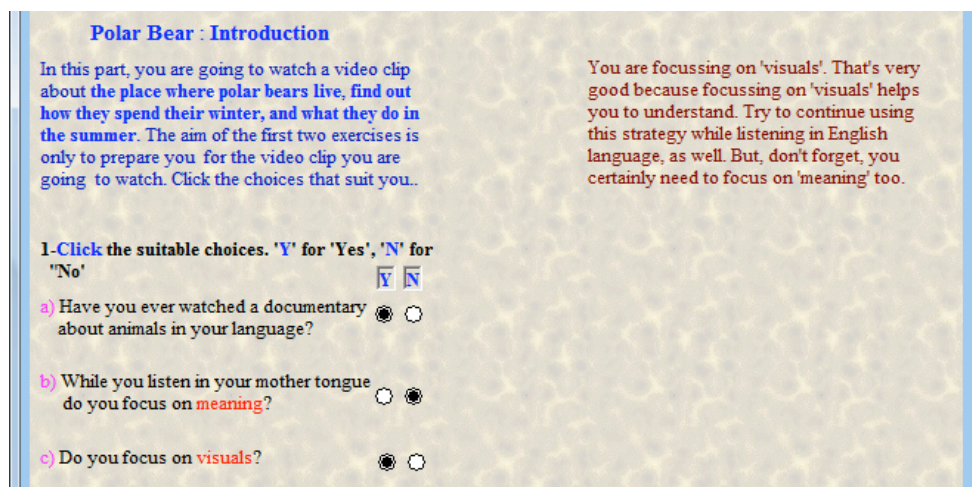 Polar Bear : Introduction
In this part, you are going to watch a video clip
about the place where polar bears live, find out
how they spend their winter, and what they do in
the summer. The aim of the first two exercises is
only to prepare you for the video clip you are
going to watch. Click the choices that suit you..
You are focussing on 'visuals'. That's very
good because focussing on 'visuals' helps
you to understand. Try to continue using
this strategy while listening in English
language, as well. But, don't forget, you
certainly need to focus on 'meaning' too.
1-Click the suitable choices. 'Y' for 'Yes', 'N' for
"No'
Y N
a) Have you ever watched a documentary
about animals in your language?
b) While you listen in your mother tongue
do you focus on meaning?
c) Do you focus on visuals?